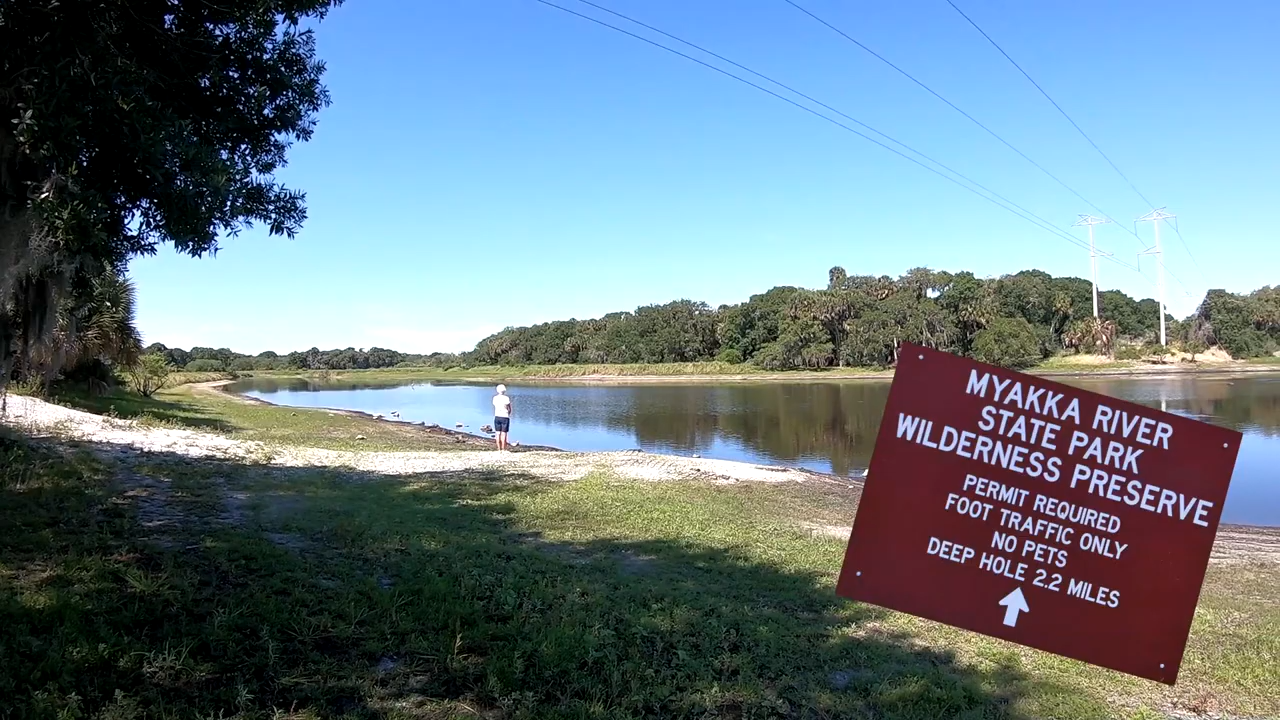 MYAKKA RIVER
STATE PARK
WILDERNESS PRESERVE
PERMIT REQUIRED
FOOT TRAFFIC ONLY
NO PETS
DEEP HOLE 2.2 MILES